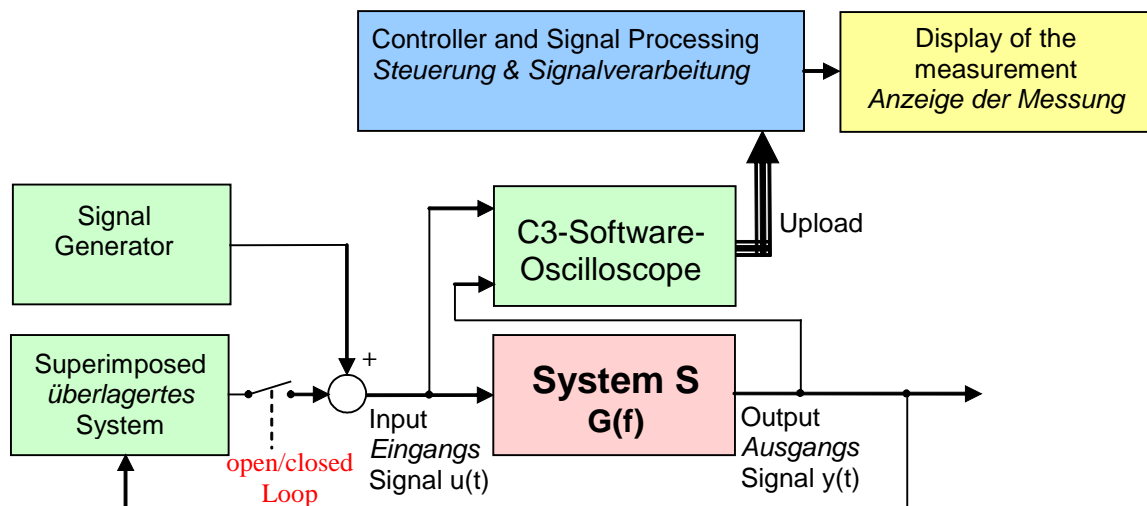 Controller and Signal Processing
Steuerung & Signalverarbeitung
Display of the
measurement
Anzeige der Messung
Signal
Generator
C3-Software-
Oscilloscope
Upload
Superimposed
überlagertes
System
+
System S
G(f)
Input
Eingangs
Signal u(t)
Output
Ausgangs
Signal y(t)
open/closed
Loop